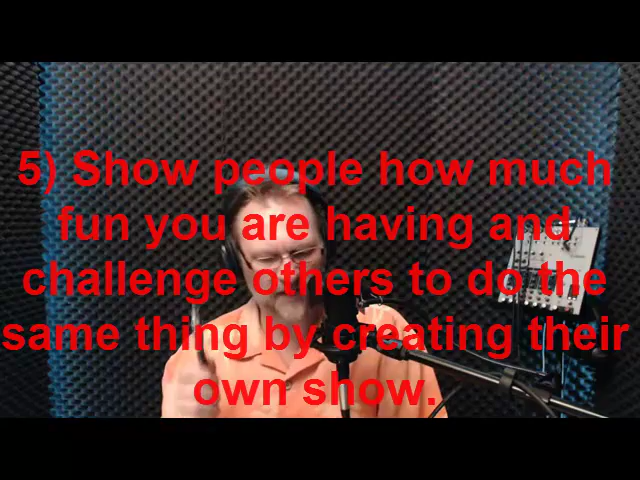 5) Show people how much
fun you are having and
challenge others to do the
same thing by creating their
own show.